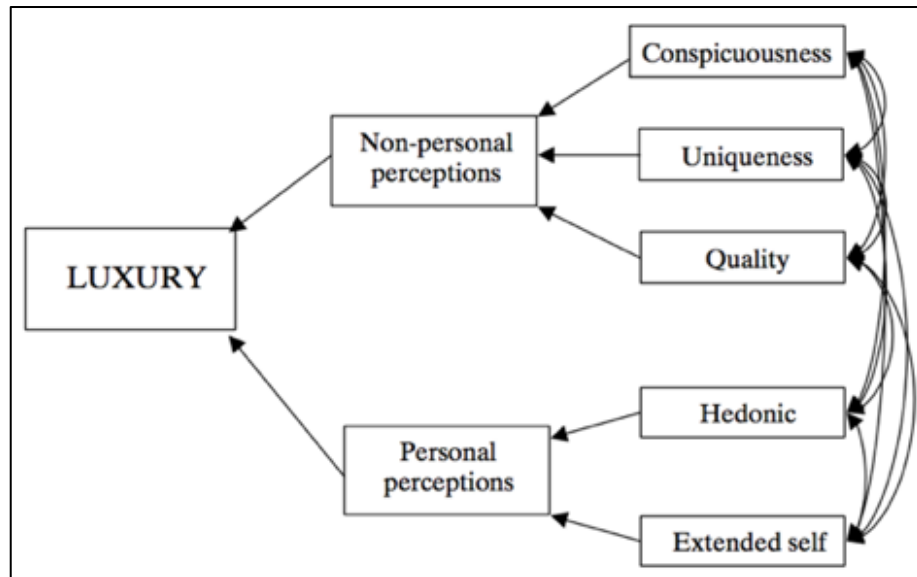 Conspicuousness
Non-personal
perceptions
Uniqueness
Quality
LUXURY
Hedonic
Personal
perceptions
Extended self